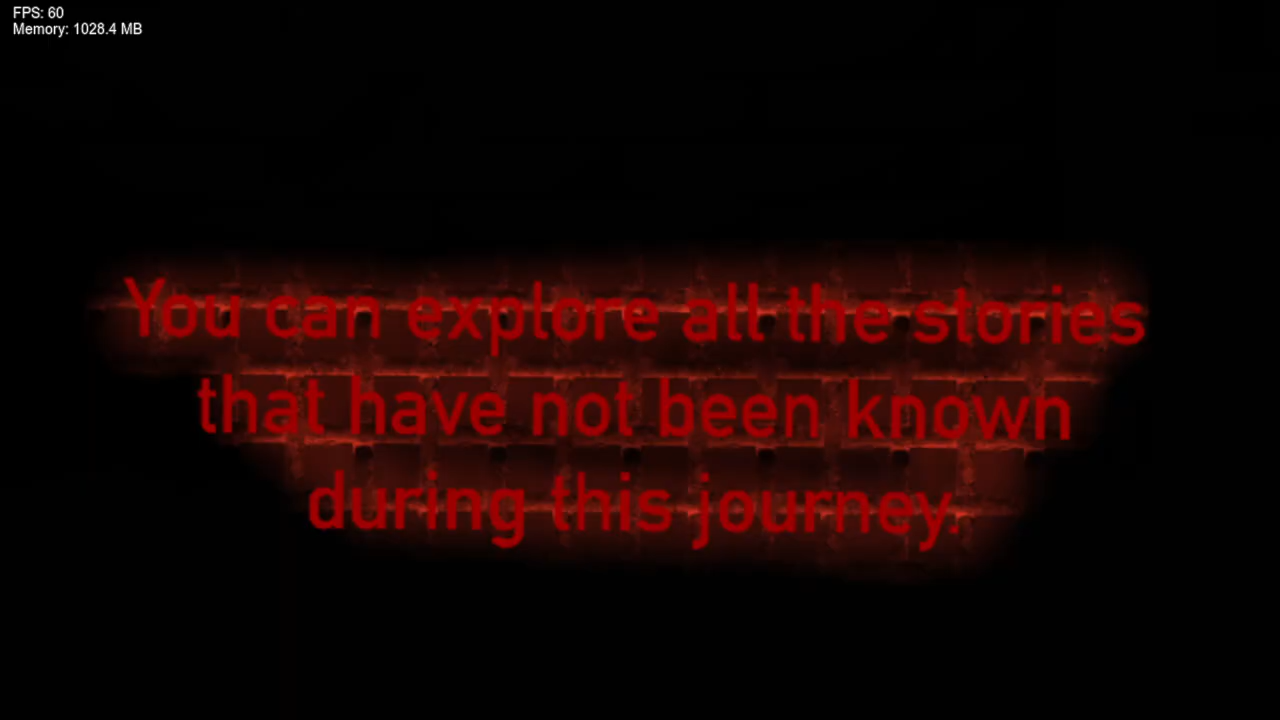 FPS: 60
Memory: 1028.4 MB
You can explore all the stories
that have not been known
during this journey.